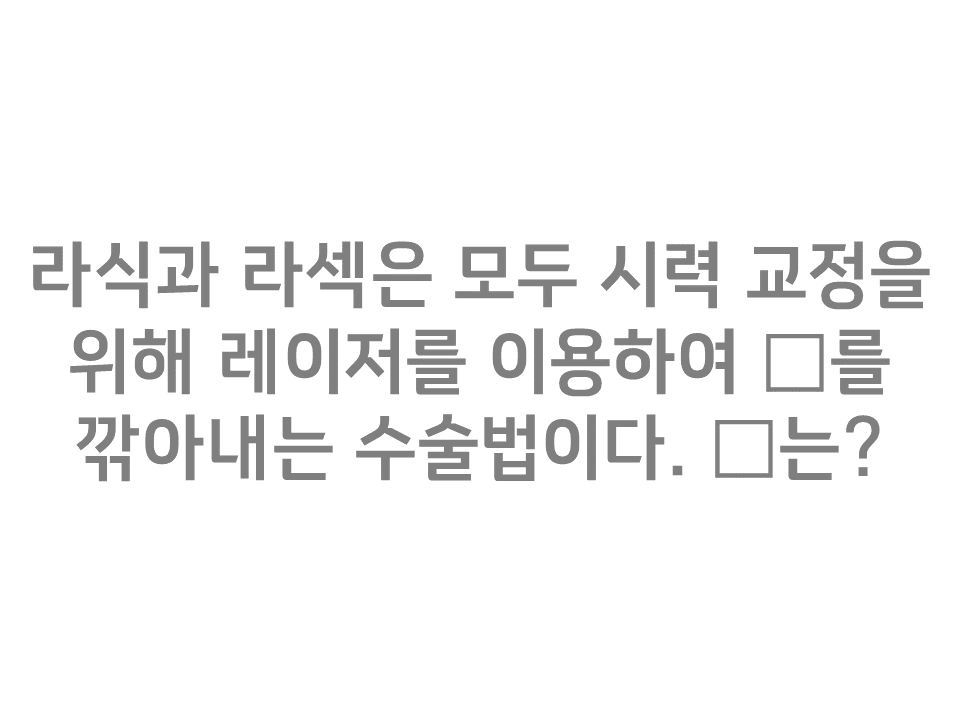 라식과 라섹은 모두 시력 교정을
위해 레이저를 이용하여 □를
깎아내는 수술법이다. □는?